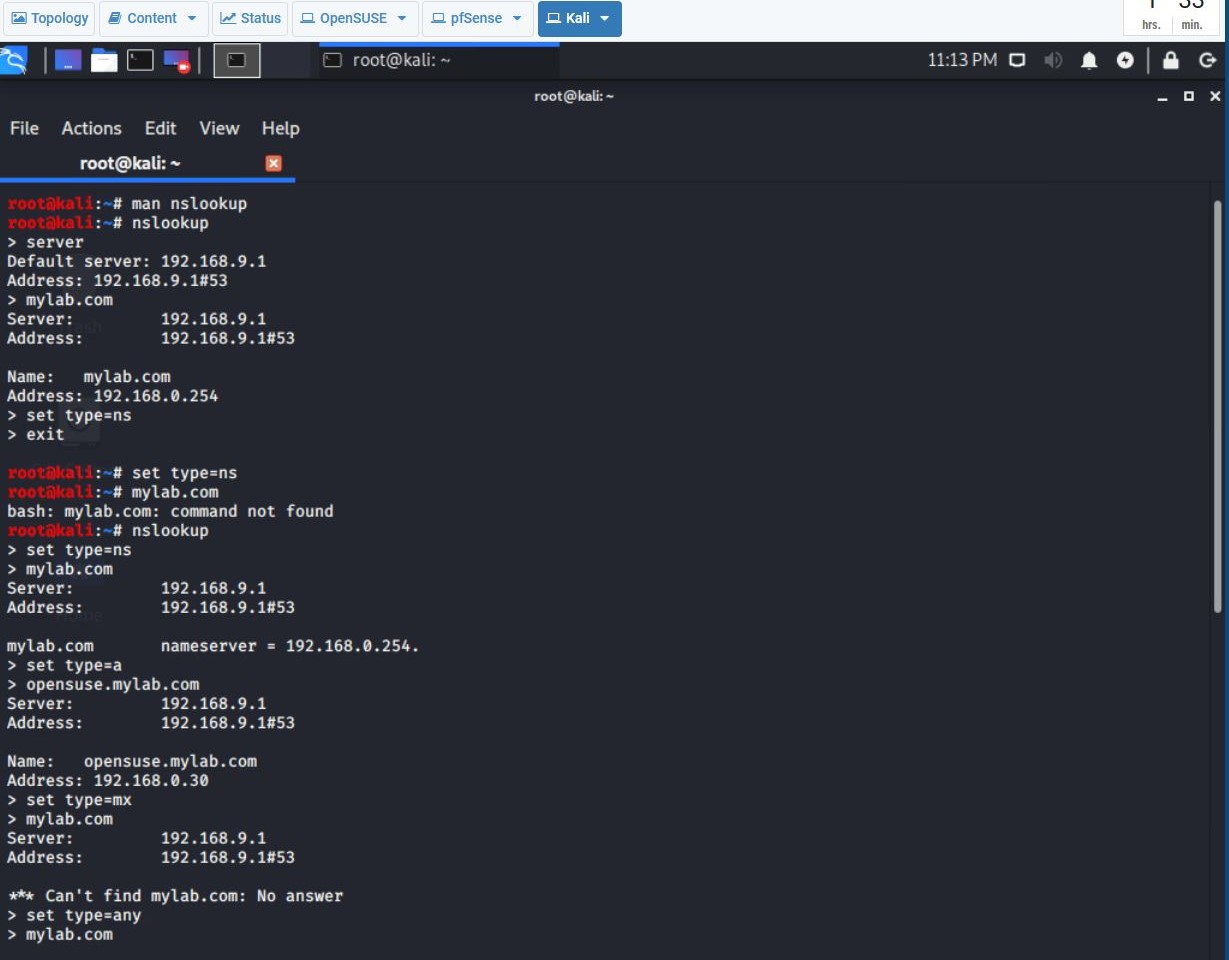 Topology Content Status OpenSUSE pfSense Kali
hrs. min.
root@kali: ~ 11:13 PM
root@kali: ~
File Actions Edit View Help
root@kali: ~
root@kali:~# man nslookup
root@kali:~# nslookup
> server
Default server: 192.168.9.1
Address: 192.168.9.1#53
> mylab.com
Server: 192.168.9.1
Address: 192.168.9.1#53
Name: mylab.com
Address: 192.168.0.254
> set type=ns
> exit
root@kali:~# set type=ns
root@kali:~# mylab.com
bash: mylab.com: command not found
root@kali:~# nslookup
> set type=ns
> mylab.com
Server: 192.168.9.1
Address: 192.168.9.1#53
mylab.com nameserver = 192.168.0.254.
> set type=a
> opensuse.mylab.com
Server: 192.168.9.1
Address: 192.168.9.1#53
Name: opensuse.mylab.com
Address: 192.168.0.30
> set type=mx
> mylab.com
Server: 192.168.9.1
Address: 192.168.9.1#53
*** Can't find mylab.com: No answer
> set type=any
> mylab.com